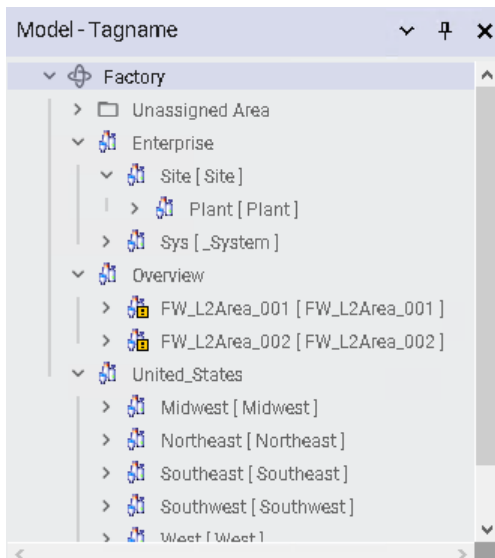 Model - Tagname
Factory
Unassigned Area
Enterprise
Site [ Site ]
Plant [ Plant ]
Sys [ _System ]
Overview
FW_L2Area_001 [ FW_L2Area_001 ]
FW_L2Area_002 [ FW_L2Area_002 ]
United_States
Midwest [ Midwest ]
Northeast [ Northeast ]
Southeast [ Southeast ]
Southwest [ Southwest ]
West [ West ]